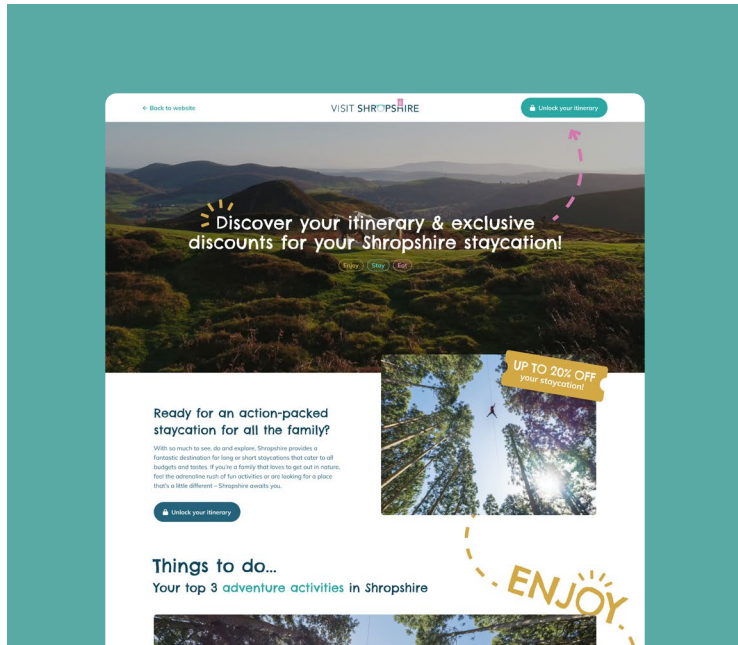 ← Back to website
VISIT SHROPSHIRE
Unlock your itinerary
Discover your itinerary & exclusive
discounts for your Shropshire staycation!
Enjoy
Stay
Eat
UP TO 20% OFF
your staycation!
Ready for an action-packed
staycation for all the family?
With so much to see, do and explore, Shropshire provides a
fantastic destination for long or short staycations that cater to all
budgets and tastes. If you're a family that loves to get out in nature,
feel the adrenaline rush of fun activities or are looking for a place
that's a little different – Shropshire awaits you.
Unlock your itinerary
Things to do...
Your top 3 adventure activities in Shropshire
ENJOY